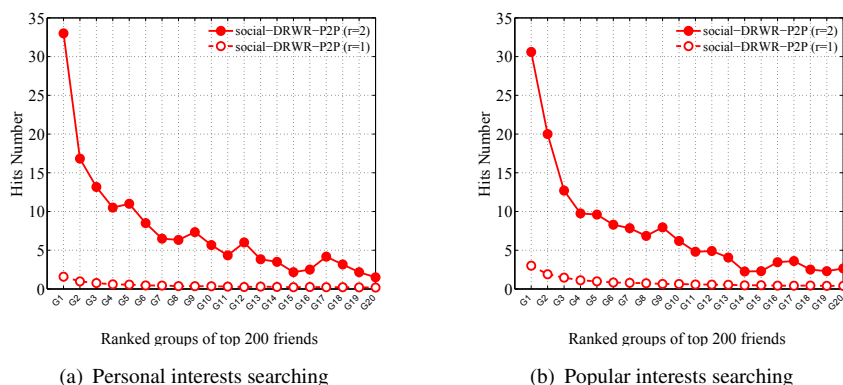 35
30
25
20
15
10
5
0
Hits Number
social−DRWR−P2P (r=2)
social−DRWR−P2P (r=1)
G1 G2 G3 G4 G5 G6 G7 G8 G9 G10 G11 G12 G13 G14 G15 G16 G17 G18 G19 G20
Ranked groups of top 200 friends
(a) Personal interests searching
35
30
25
20
15
10
5
0
Hits Number
social−DRWR−P2P (r=2)
social−DRWR−P2P (r=1)
G1 G2 G3 G4 G5 G6 G7 G8 G9 G10 G11 G12 G13 G14 G15 G16 G17 G18 G19 G20
Ranked groups of top 200 friends
(b) Popular interests searching